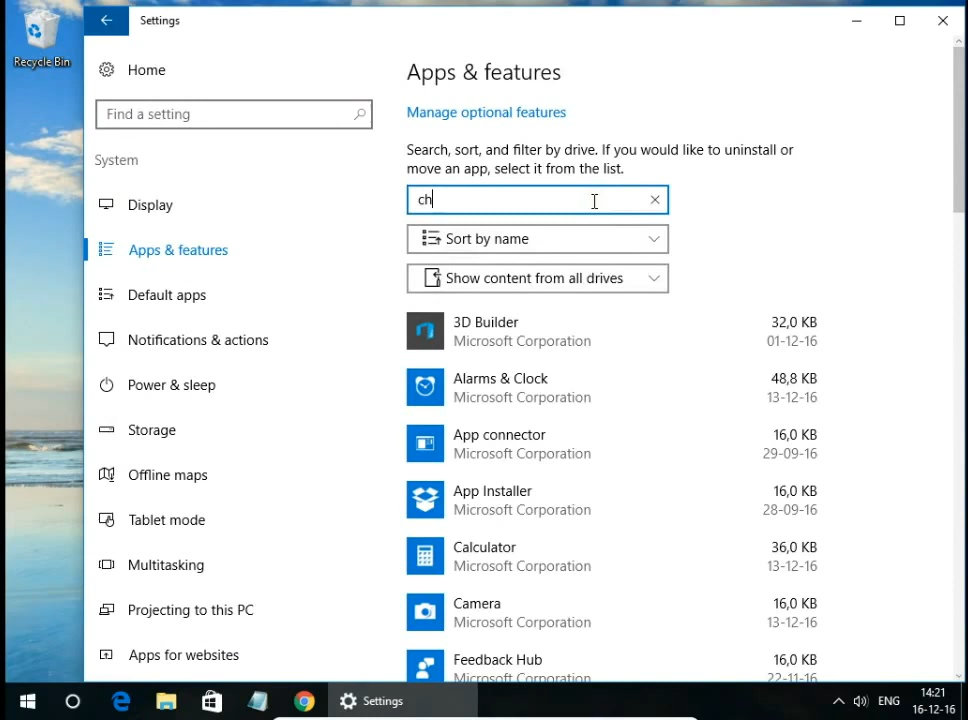 Recycle Bin
Settings
Home
Find a setting
System
Display
Apps & features
Default apps
Notifications & actions
Power & sleep
Storage
Offline maps
Tablet mode
Multitasking
Projecting to this PC
Apps for websites
Apps & features
Manage optional features
Search, sort, and filter by drive. If you would like to uninstall or
move an app, select it from the list.
ch
Sort by name
Show content from all drives
3D Builder 32,0 KB
Microsoft Corporation 01-12-16
Alarms & Clock 48,8 KB
Microsoft Corporation 13-12-16
App connector 16,0 KB
Microsoft Corporation 29-09-16
App Installer 16,0 KB
Microsoft Corporation 28-09-16
Calculator 36,0 KB
Microsoft Corporation 13-12-16
Camera 16,0 KB
Microsoft Corporation 13-12-16
Feedback Hub 16,0 KB
Microsoft Corporation 22-11-16
Settings
ENG
14:21
16-12-16